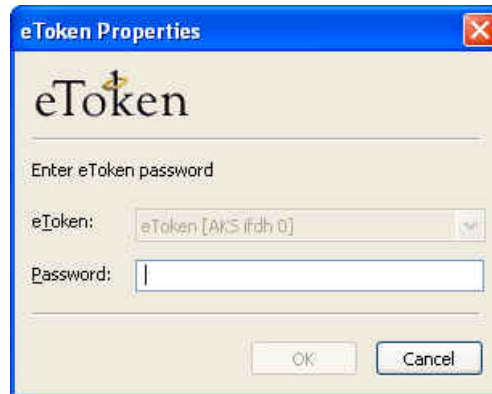 eToken Properties
eToken
Enter eToken password
eToken: eToken [AKS ifdh 0]
Password:
OK Cancel